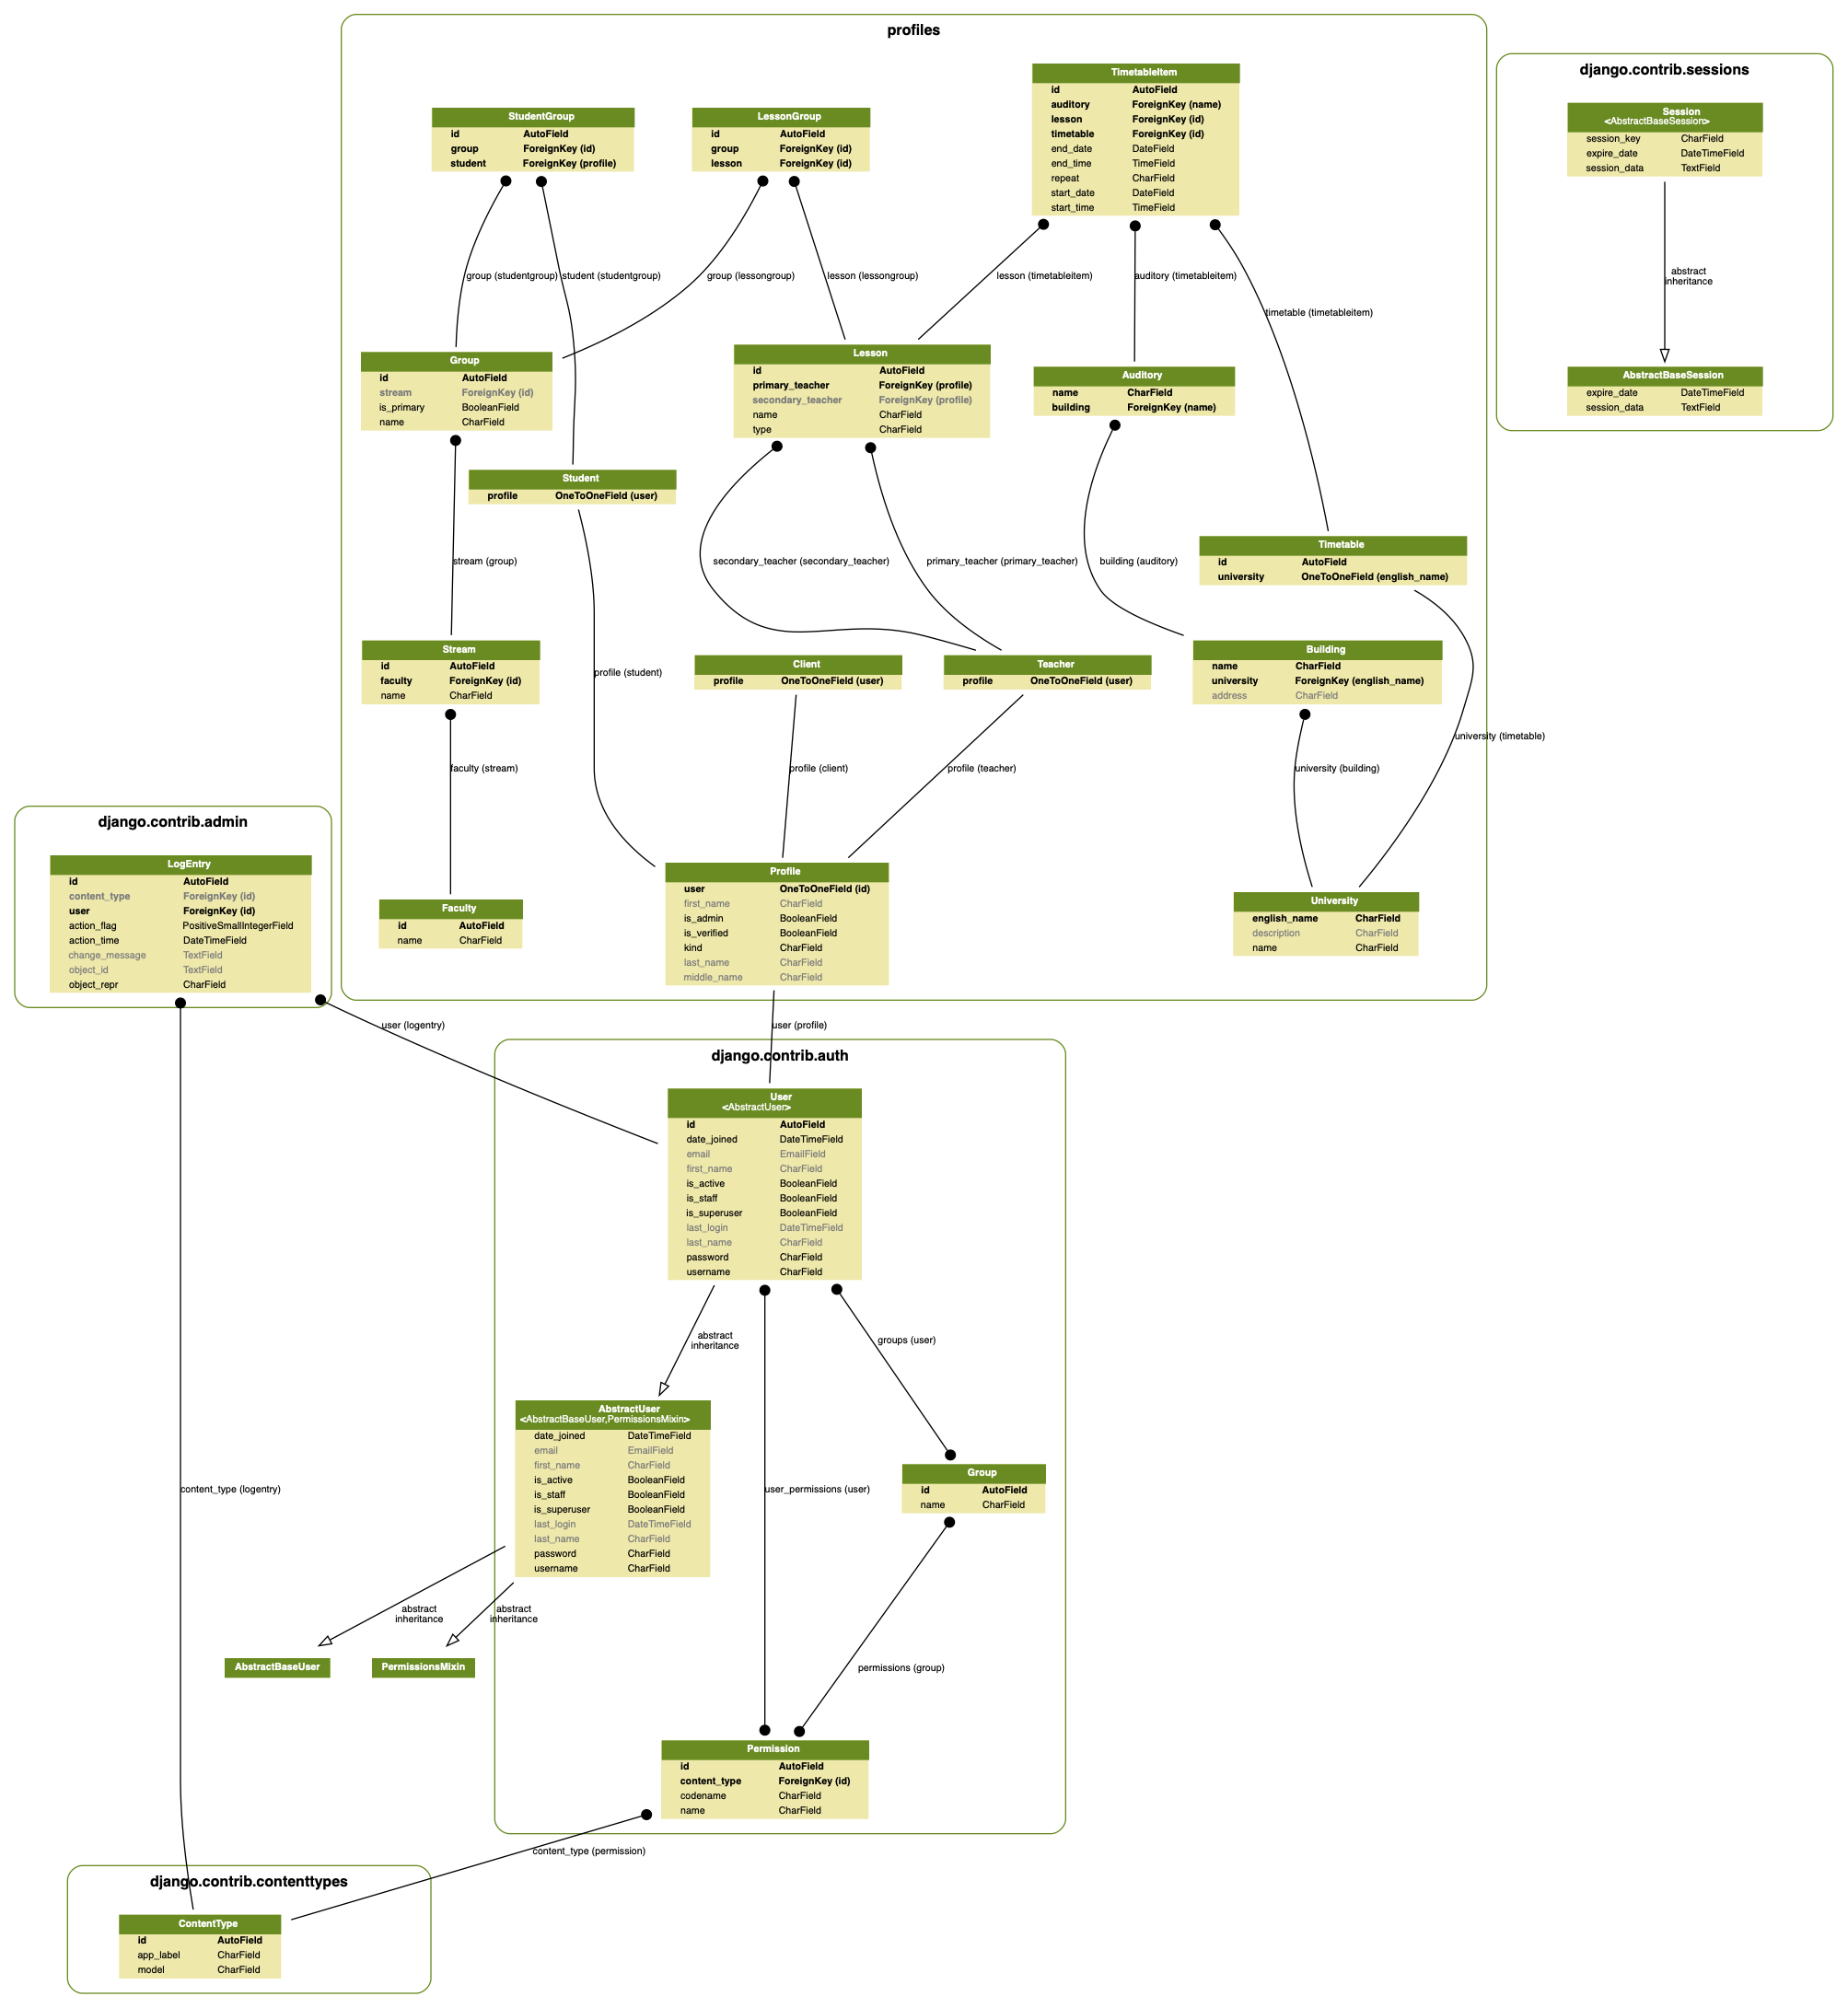 profiles
StudentGroup
id AutoField
group ForeignKey (id)
student ForeignKey (profile)
LessonGroup
id AutoField
group ForeignKey (id)
lesson ForeignKey (id)
TimetableItem
id AutoField
auditory ForeignKey (name)
lesson ForeignKey (id)
timetable ForeignKey (id)
end_date DateField
end_time TimeField
repeat CharField
start_date DateField
start_time TimeField
group (studentgroup)
student (studentgroup)
group (lessongroup)
lesson (lessongroup)
lesson (timetableitem)
auditory (timetableitem)
timetable (timetableitem)
Group
id AutoField
stream ForeignKey (id)
is_primary BooleanField
name CharField
Lesson
id AutoField
primary_teacher ForeignKey (profile)
secondary_teacher ForeignKey (profile)
name CharField
type CharField
Auditory
name CharField
building ForeignKey (name)
Student
profile OneToOneField (user)
Timetable
id AutoField
university OneToOneField (english_name)
stream (group)
secondary_teacher (secondary_teacher)
primary_teacher (primary_teacher)
building (auditory)
Stream
id AutoField
faculty ForeignKey (id)
name CharField
profile (student)
Client
profile OneToOneField (user)
Teacher
profile OneToOneField (user)
Building
name CharField
university ForeignKey (english_name)
address CharField
university (timetable)
faculty (stream)
profile (client)
profile (teacher)
university (building)
Faculty
id AutoField
name CharField
Profile
user OneToOneField (id)
first_name CharField
is_admin BooleanField
is_verified BooleanField
kind CharField
last_name CharField
middle_name CharField
University
english_name CharField
description CharField
name CharField
django.contrib.sessions
Session
<AbstractBaseSession>
session_key CharField
expire_date DateTimeField
session_data TextField
abstract
inheritance
AbstractBaseSession
expire_date DateTimeField
session_data TextField
django.contrib.admin
LogEntry
id AutoField
content_type ForeignKey (id)
user ForeignKey (id)
action_flag PositiveSmallIntegerField
action_time DateTimeField
change_message TextField
object_id TextField
object_repr CharField
user (logentry)
user (profile)
django.contrib.auth
User
<AbstractUser>
id AutoField
date_joined DateTimeField
email EmailField
first_name CharField
is_active BooleanField
is_staff BooleanField
is_superuser BooleanField
last_login DateTimeField
last_name CharField
password CharField
username CharField
abstract
inheritance
groups (user)
AbstractUser
<AbstractBaseUser,PermissionsMixin>
date_joined DateTimeField
email EmailField
first_name CharField
is_active BooleanField
is_staff BooleanField
is_superuser BooleanField
last_login DateTimeField
last_name CharField
password CharField
username CharField
content_type (logentry)
user_permissions (user)
Group
id AutoField
name CharField
abstract
inheritance
abstract
inheritance
AbstractBaseUser
PermissionsMixin
permissions (group)
Permission
id AutoField
content_type ForeignKey (id)
codename CharField
name CharField
content_type (permission)
django.contrib.contenttypes
ContentType
id AutoField
app_label CharField
model CharField